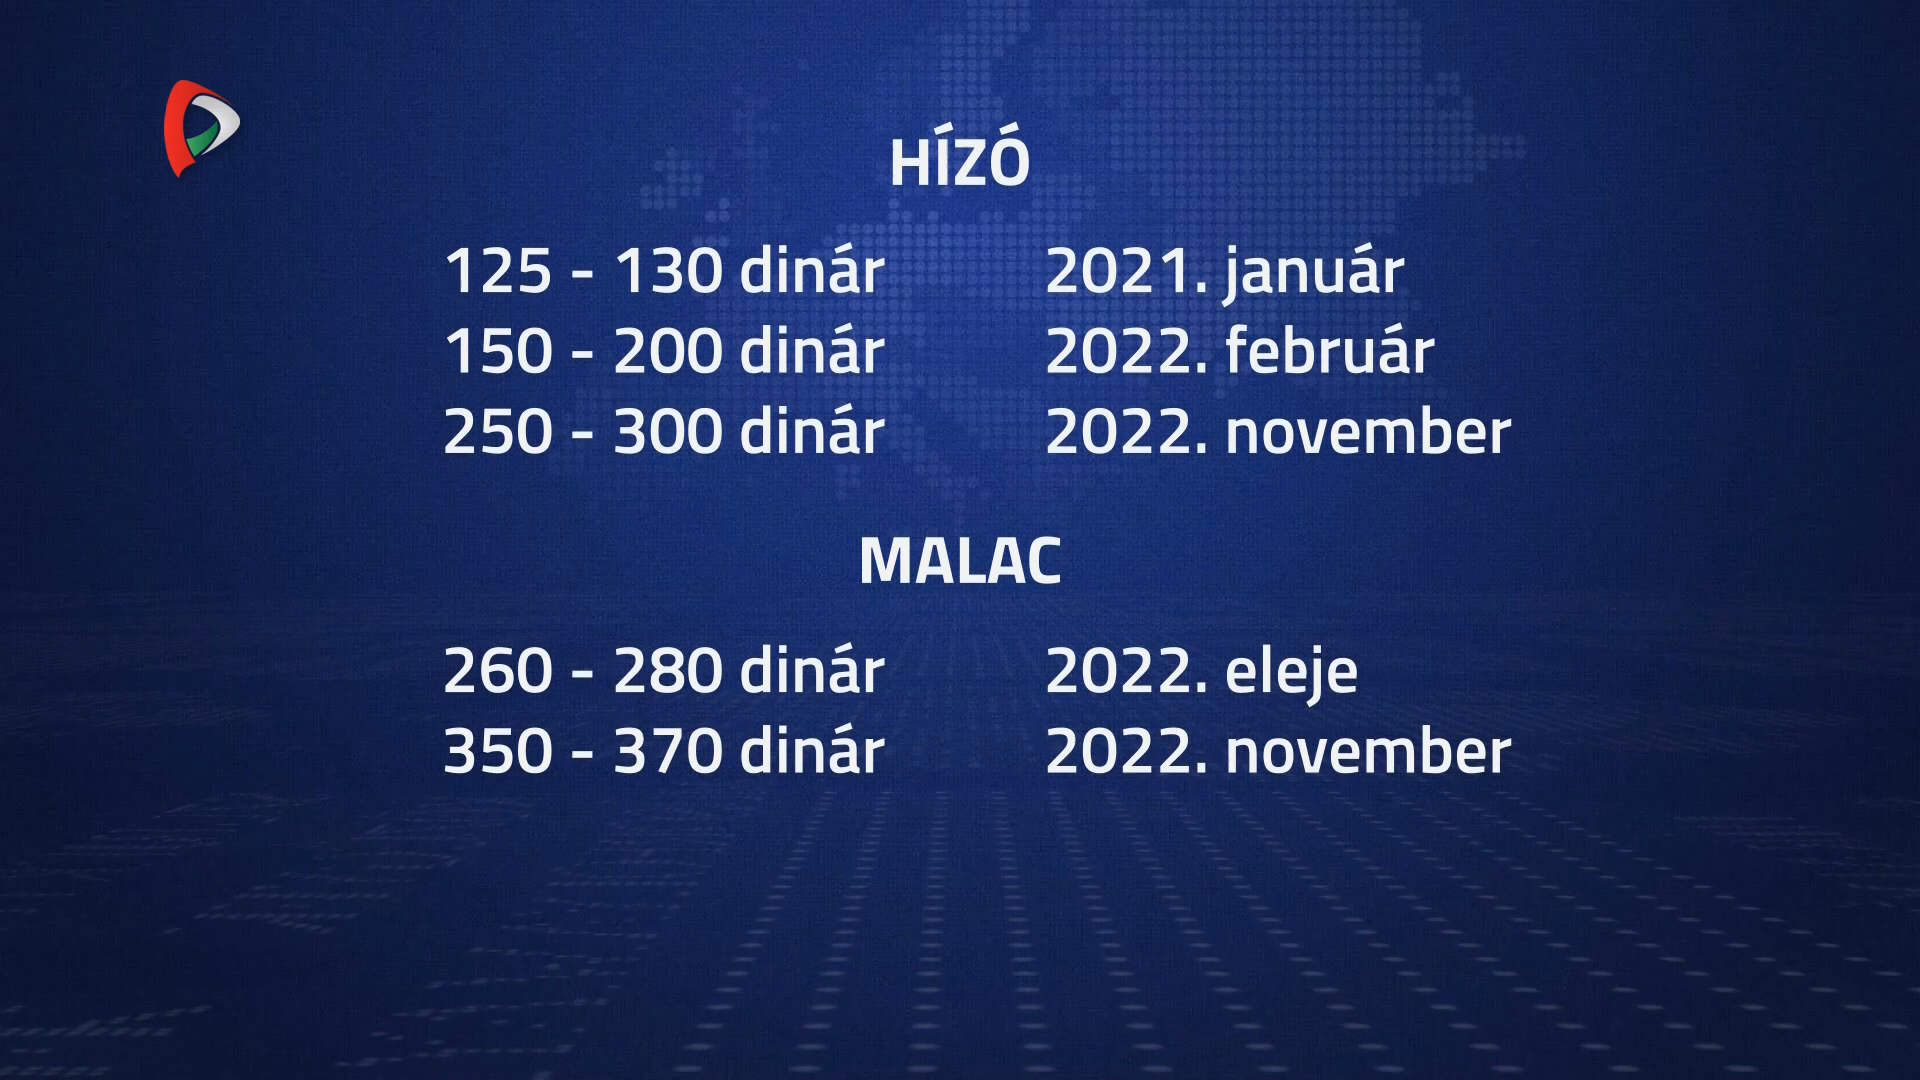 HÍZÓ
125 - 130 dinár 2021. január
150 - 200 dinár 2022. február
250 - 300 dinár 2022. november
MALAC
260 - 280 dinár 2022. eleje
350 - 370 dinár 2022. november